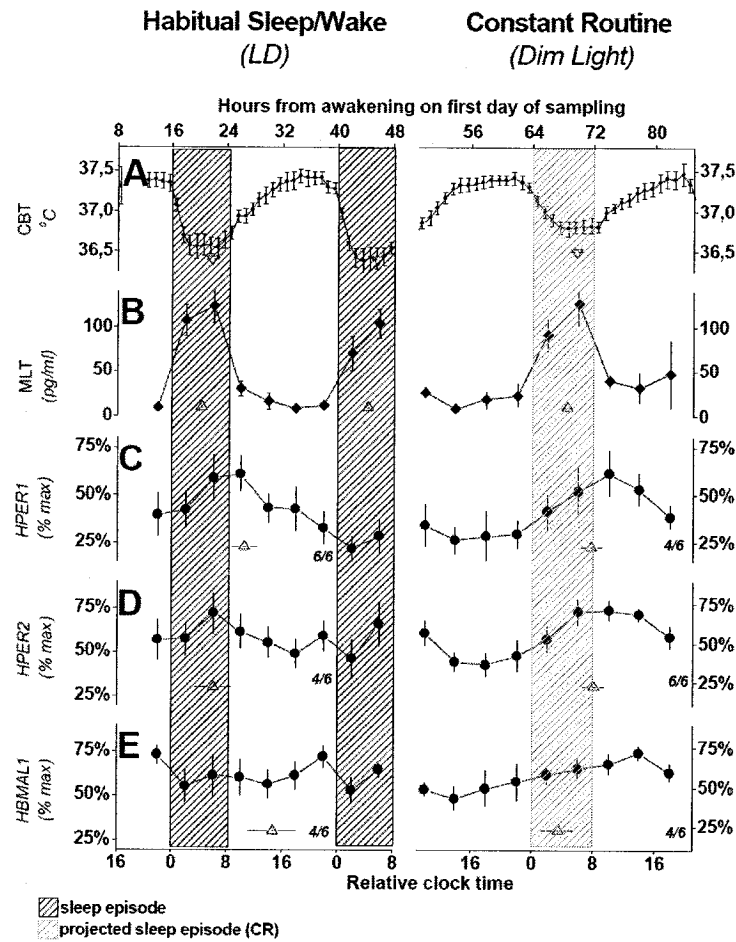 Habitual Sleep/Wake Constant Routine
(LD) (Dim Light)
Hours from awakening on first day of sampling
8 16 24 32 40 48 56 64 72 80
A
CBT
°C
37,5 37,5
37,0 37,0
36,5 36,5
B
MLT
(pg/ml)
100 100
50 50
0 0
C
HPER1
(% max)
75% 75%
50% 50%
25% 25%
6/6 4/6
D
HPER2
(% max)
75% 75%
50% 50%
25% 25%
4/6 6/6
E
HBMAL1
(% max)
75% 75%
50% 50%
25% 25%
4/6 4/6
16 0 8 16 0 8 0 8 16
Relative clock time
sleep episode
projected sleep episode (CR)